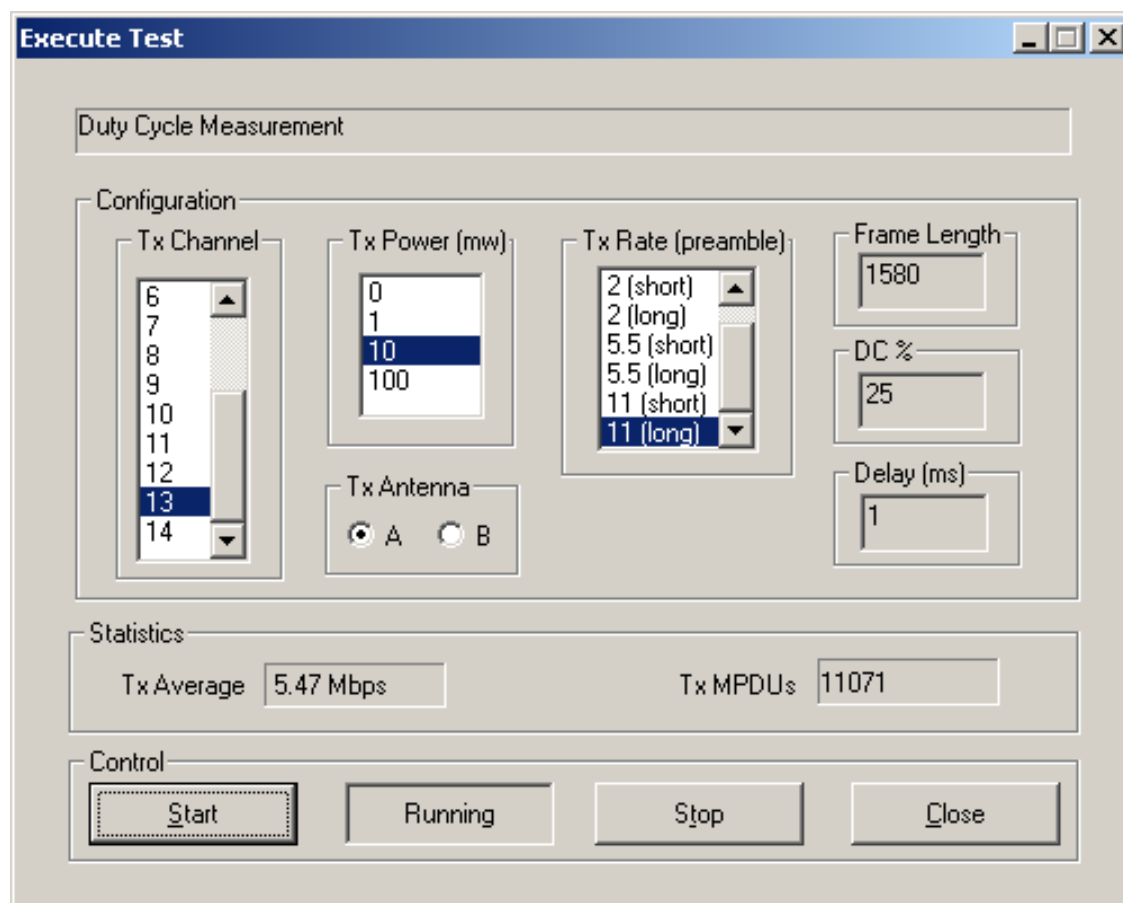 Execute Test
Duty Cycle Measurement
Configuration
Tx Channel
6
7
8
9
10
11
12
13
14
Tx Power (mw)
0
1
10
100
Tx Antenna
A B
Tx Rate (preamble)
2 (short)
2 (long)
5.5 (short)
5.5 (long)
11 (short)
11 (long)
Frame Length
1580
DC %
25
Delay (ms)
1
Statistics
Tx Average 5.47 Mbps Tx MPDUs 11071
Control
Start Running Stop Close